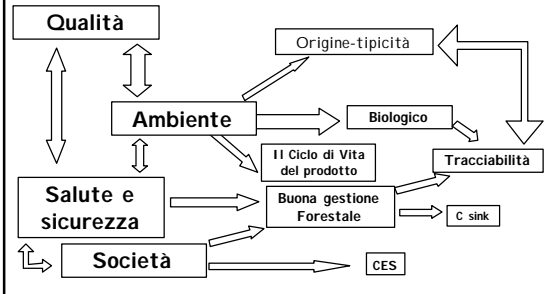 Qualità
Origine-tipicità
Ambiente
Biologico
Il Ciclo di Vita
del prodotto
Tracciabilità
Salute e
sicurezza
Buona gestione
Forestale
C sink
Società
CES